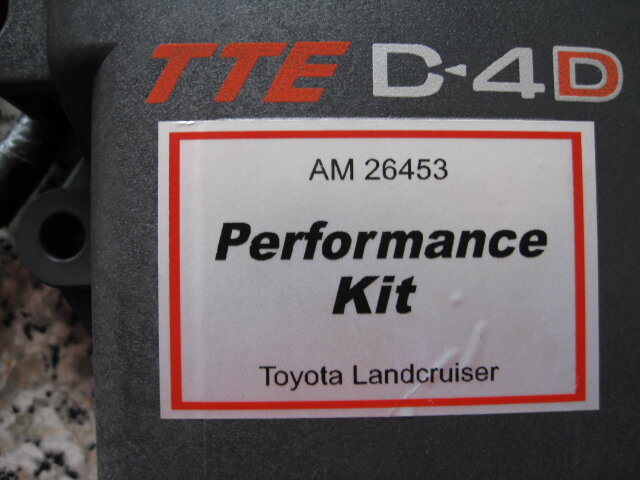 TTE D-4D
AM 26453
Performance
Kit
Toyota Landcruiser